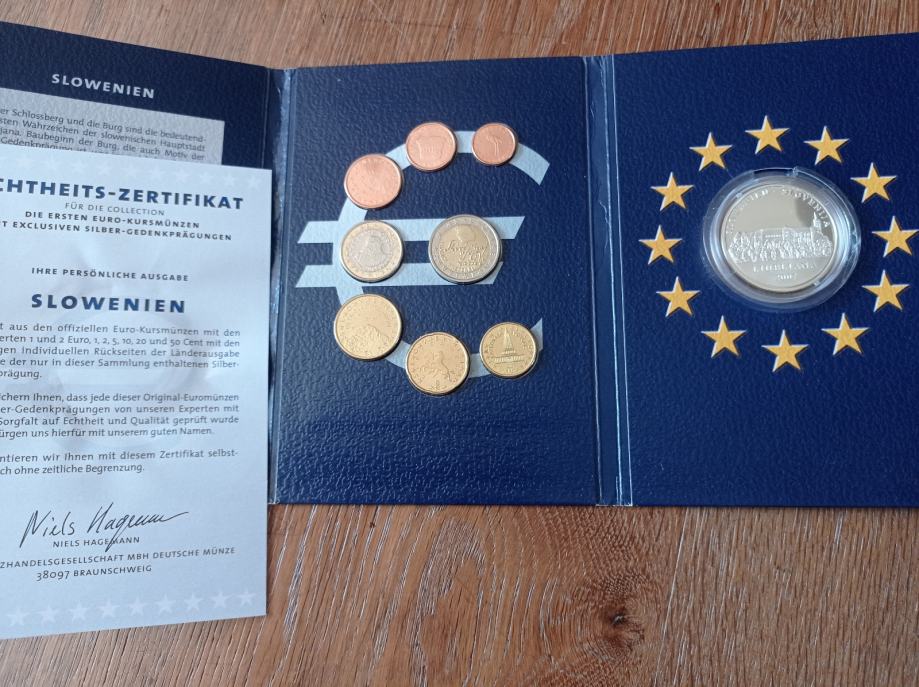 SLOWENIEN
er Schlossberg und die Burg sind die bedeutend-
sten Wahrzeichen der slowenischen Hauptstadt
jana. Baubeginn der Burg, die auch Motiv der
CHTHEITS-ZERTIFIKAT
FÜR DIE COLLECTION
DIE ERSTEN EURO-KURSMÜNZEN
T EXCLUSIVEN SILBER-GEDENKPRÄGUNGEN
IHRE PERSÖNLICHE AUSGABE
SLOWENIEN
t aus den offiziellen Euro-Kursmünzen mit den
erten 1 und 2 Euro, 1, 2, 5, 10, 20 und 50 Cent mit den
gen individuellen Rückseiten der Länderausgabe
e der nur in dieser Sammlung enthaltenen Silber-
prägung.
ichern Ihnen, dass jede dieser Original-Euromünzen
er-Gedenkprägungen von unseren Experten mit
Sorgfalt auf Echtheit und Qualität geprüft wurde
ürgen uns hierfür mit unserem guten Namen.
ntieren wir Ihnen mit diesem Zertifikat selbst-
ch ohne zeitliche Begrenzung.
Niels Hagemann
NIELS HAGEMANN
ZHANDELSGESELLSCHAFT MBH DEUTSCHE MÜNZE
38097 BRAUNSCHWEIG
SLOVENIJA
LJUBLJANA